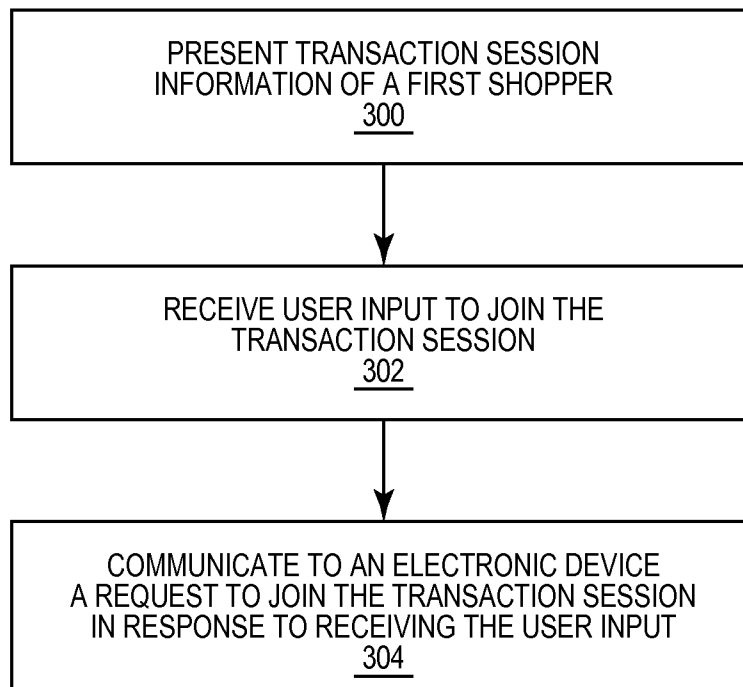 PRESENT TRANSACTION SESSION
INFORMATION OF A FIRST SHOPPER
300
RECEIVE USER INPUT TO JOIN THE
TRANSACTION SESSION
302
COMMUNICATE TO AN ELECTRONIC DEVICE
A REQUEST TO JOIN THE TRANSACTION SESSION
IN RESPONSE TO RECEIVING THE USER INPUT
304